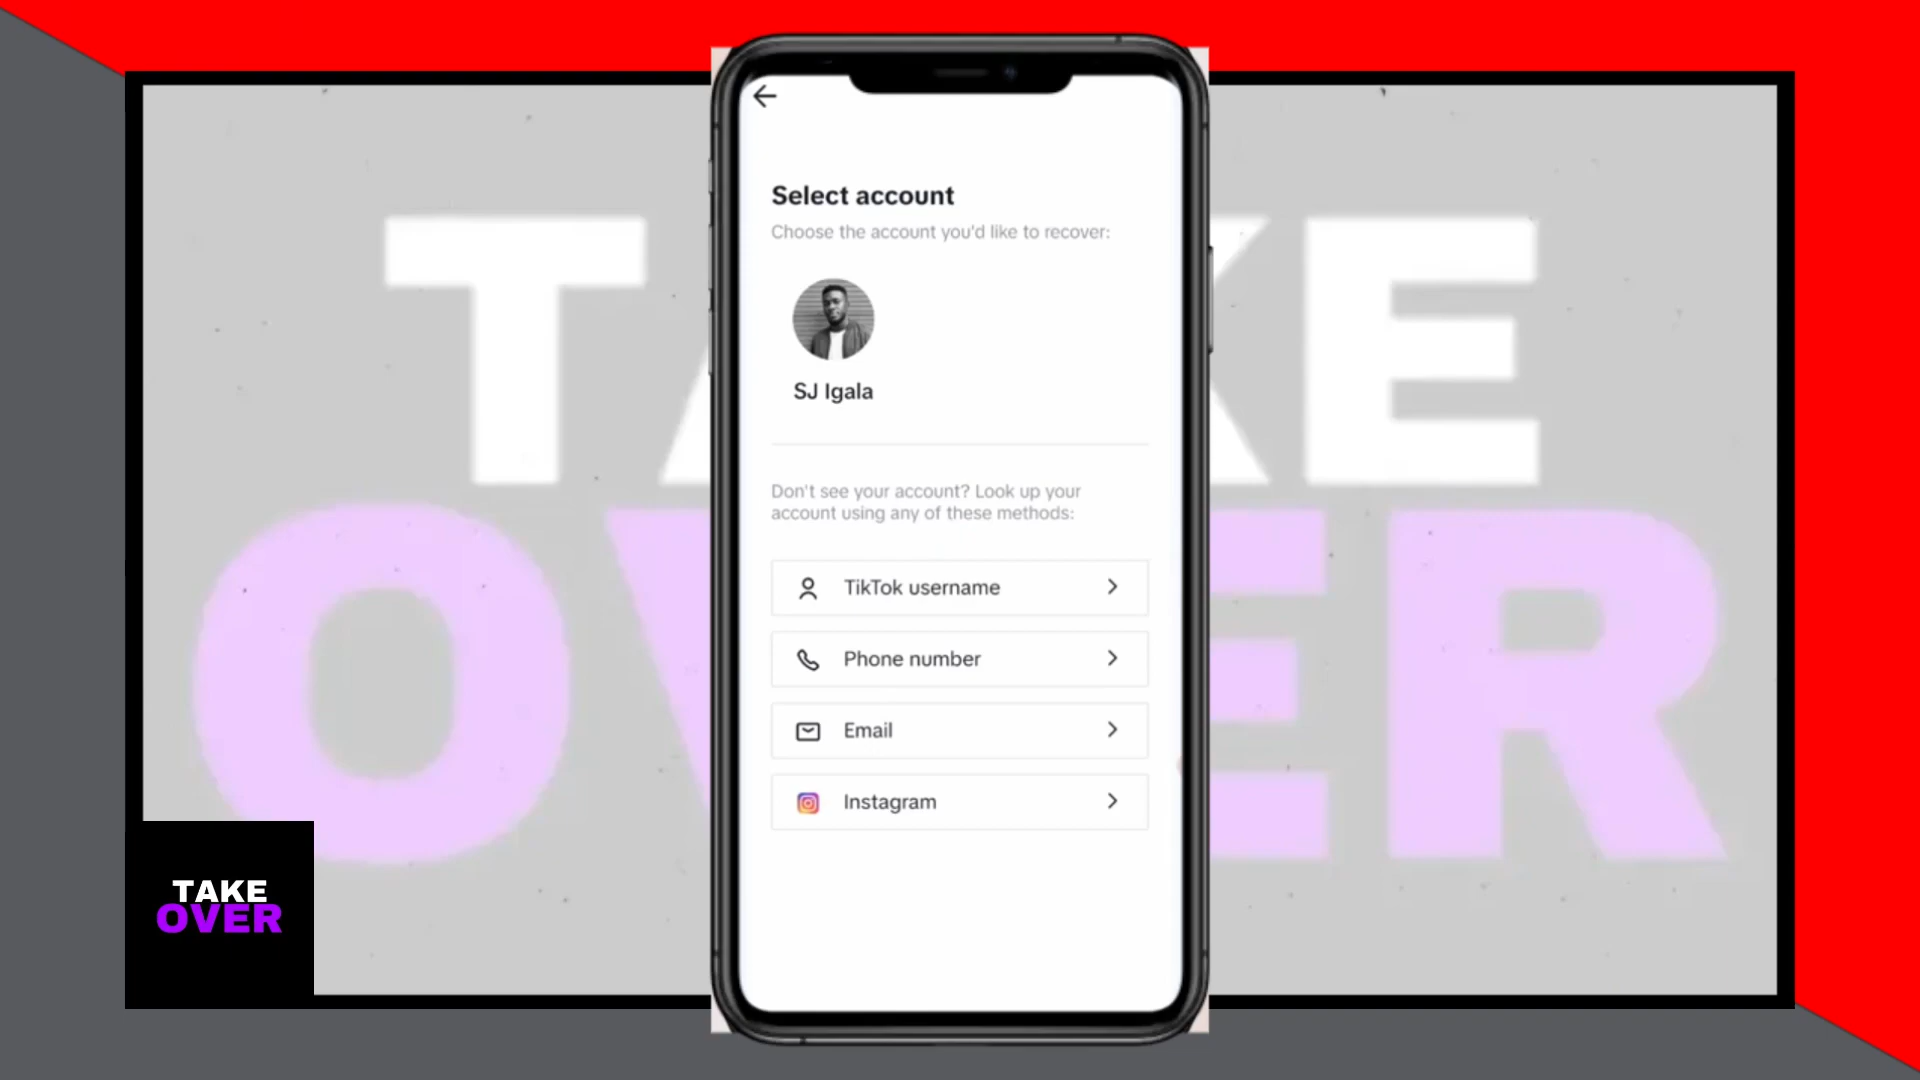 TAKE
OVER
Select account
Choose the account you'd like to recover:
SJ Igala
Don't see your account? Look up your
account using any of these methods:
TikTok username
Phone number
Email
Instagram
TAKE
OVER